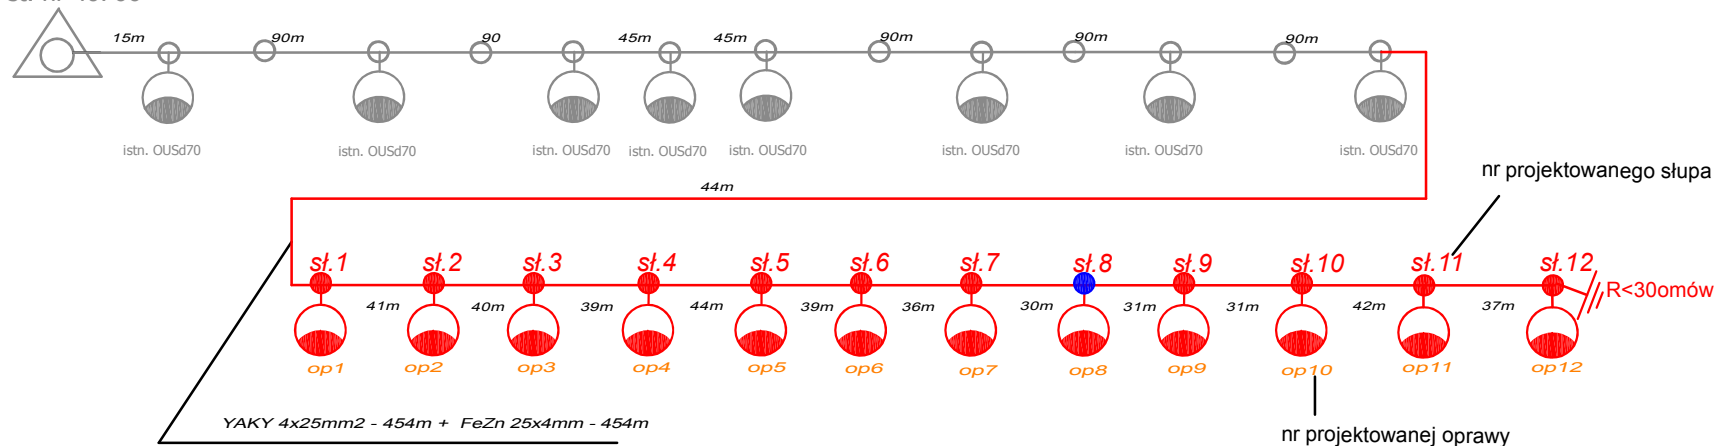 15m 90m 90 45m 45m 90m 90m 90m
istn. OUSd70 istn. OUSd70 istn. OUSd70 istn. OUSd70 istn. OUSd70 istn. OUSd70 istn. OUSd70 istn. OUSd70
nr projektowanego słupa
44m
sł.1 sł.2 sł.3 sł.4 sł.5 sł.6 sł.7 sł.8 sł.9 sł.10 sł.11 sł.12
R<30omów
41m 40m 39m 44m 39m 36m 30m 31m 31m 42m 37m
op1 op2 op3 op4 op5 op6 op7 op8 op9 op10 op11 op12
YAKY 4x25mm2 - 454m + FeZn 25x4mm - 454m
nr projektowanej oprawy